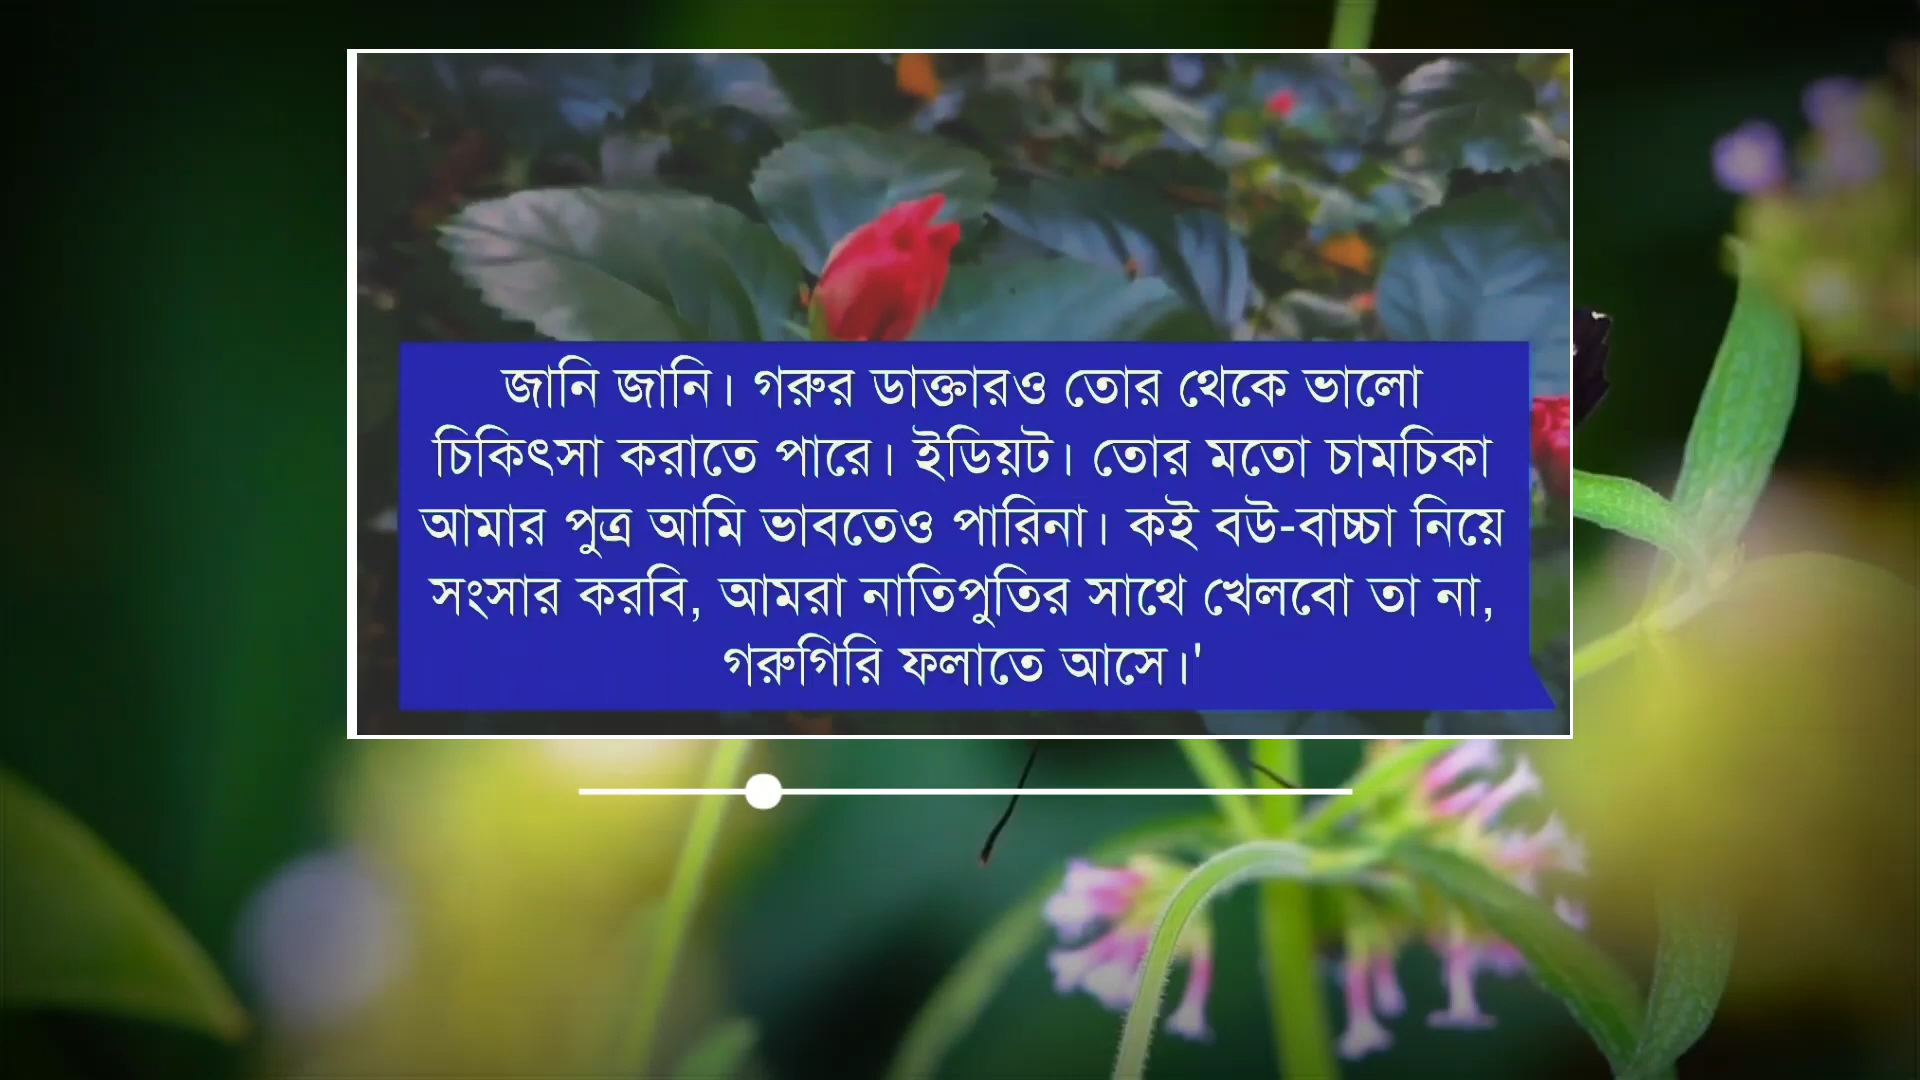 জানি জানি। গরুর ডাক্তারও তোর থেকে ভালো
চিকিৎসা করাতে পারে। ইডিয়ট। তোর মতো চামচিকা
আমার পুত্র আমি ভাবতেও পারিনা। কই বউ-বাচ্চা নিয়ে
সংসার করবি, আমরা নাতিপুতির সাথে খেলবো তা না,
গরুগিরি ফলাতে আসে।'